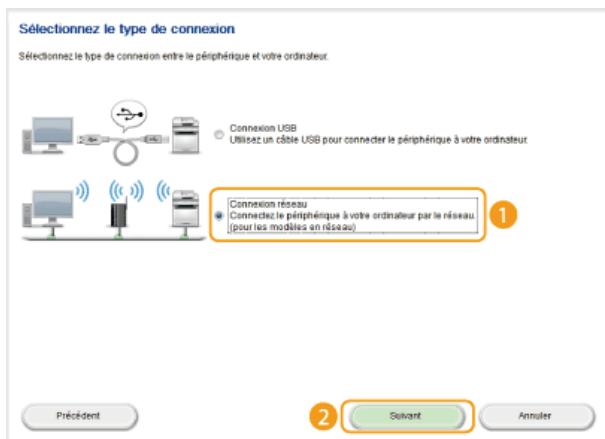 Sélectionnez le type de connexion
Sélectionnez le type de connexion entre le périphérique et votre ordinateur.
Connexion USB
Utilisez un câble USB pour connecter le périphérique à votre ordinateur.
Connexion réseau
Connectez le périphérique à votre ordinateur par le réseau.
(pour les modèles en réseau)
1
Précédent
2
Suivant
Annuler